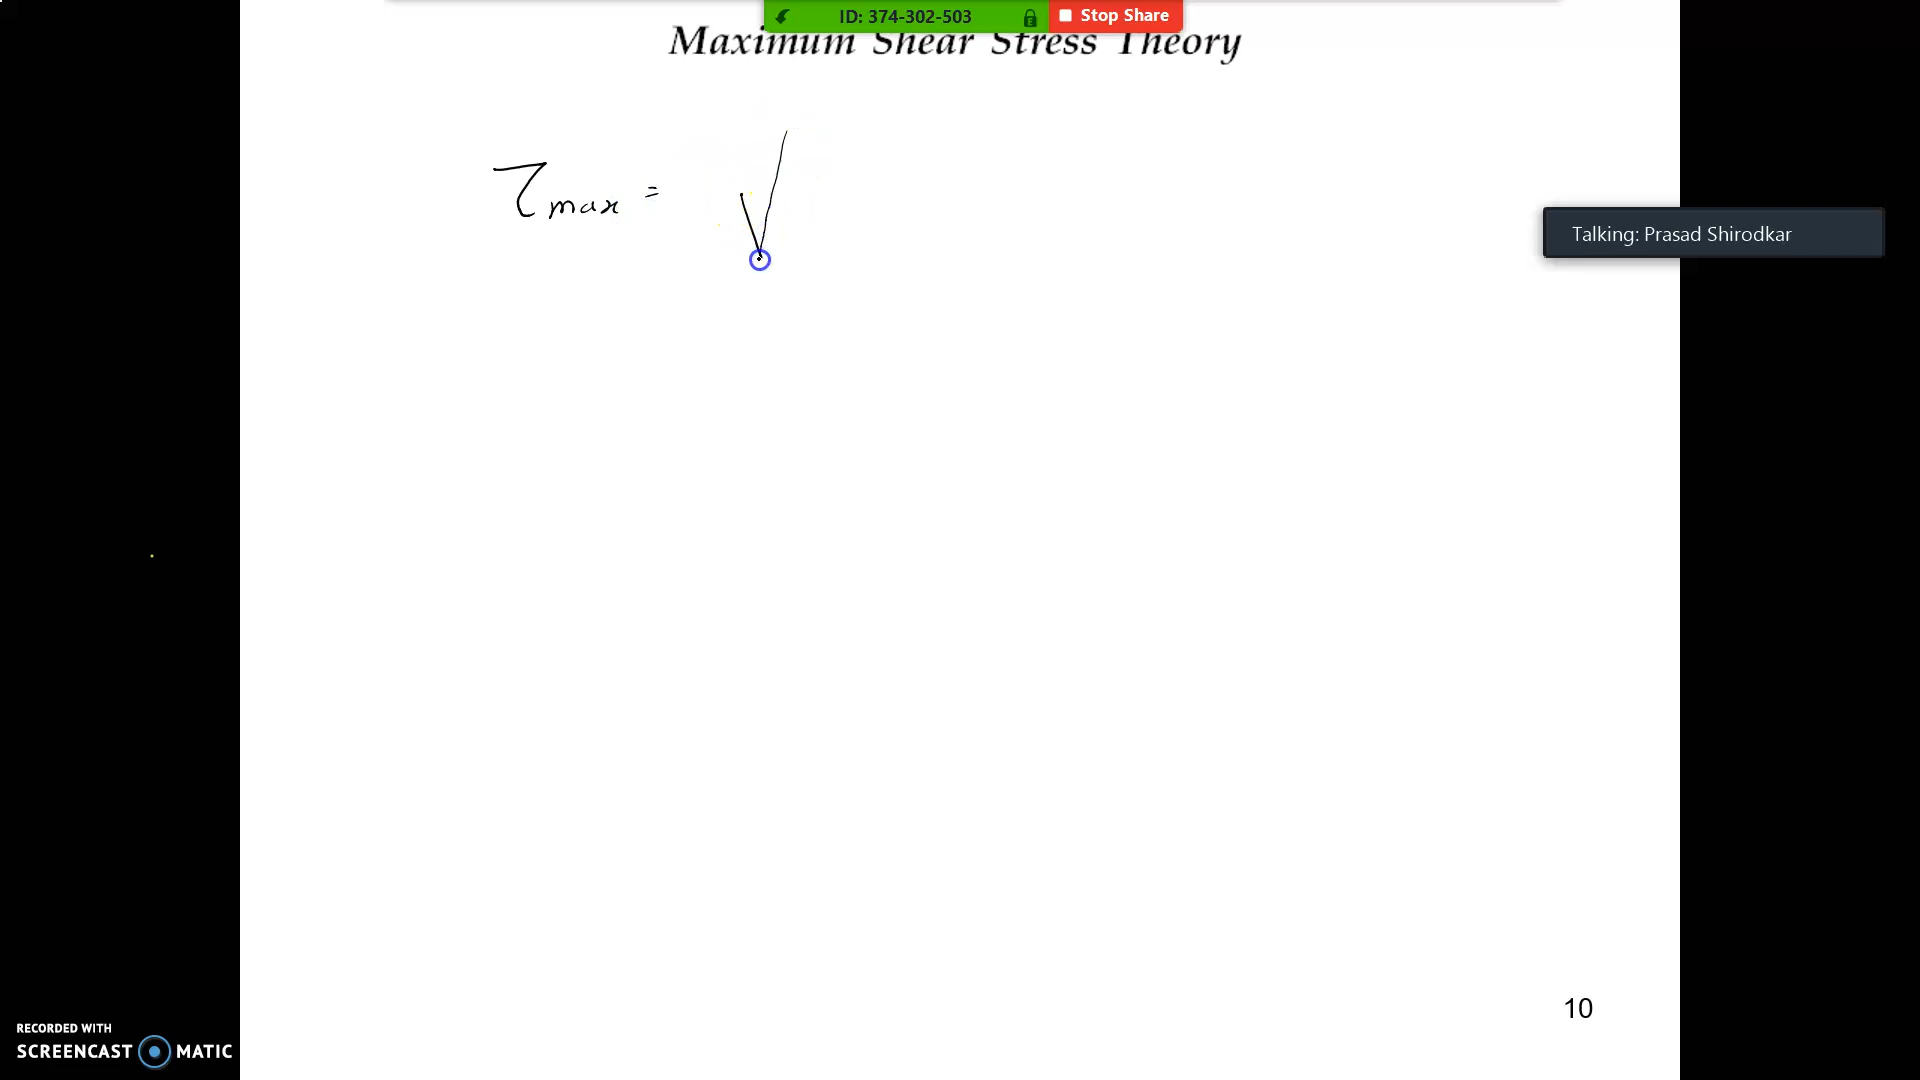 ID: 374-302-503 Stop Share
Maximum Shear Stress Theory
τmax = √
Talking: Prasad Shirodkar
10
RECORDED WITH
SCREENCAST MATIC